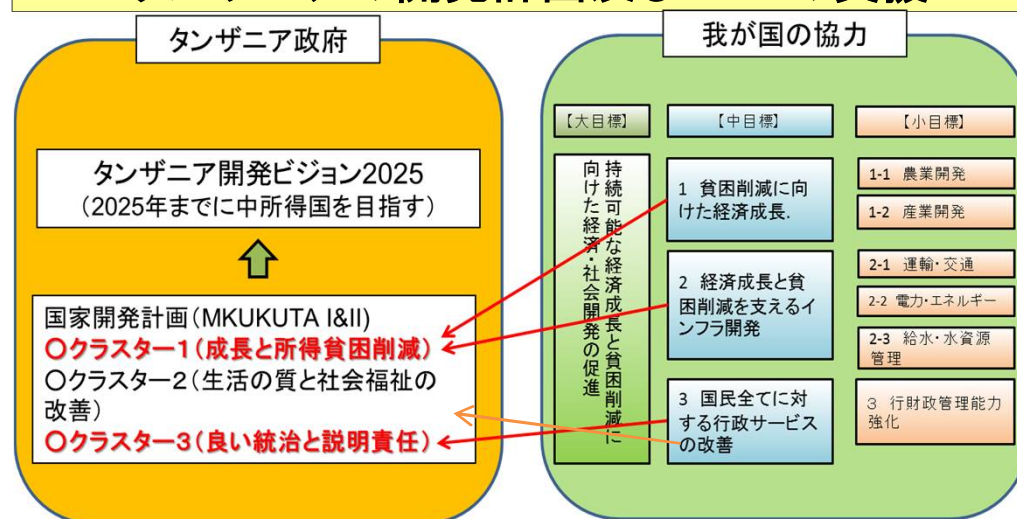 タンザニア政府
タンザニア開発ビジョン2025
(2025年までに中所得国を目指す)
国家開発計画(MKUKUTA I&II)
○クラスター1(成長と所得貧困削減)
○クラスター2(生活の質と社会福祉の
改善)
○クラスター3(良い統治と説明責任)
我が国の協力
【大目標】
持続可能な経済成長と貧困削減に
向けた経済・社会開発の促進
【中目標】
1 貧困削減に向
けた経済成長.
2 経済成長と貧
困削減を支えるイ
ンフラ開発
3 国民全てに対
する行政サービス
の改善
【小目標】
1-1 農業開発
1-2 産業開発
2-1 運輸・交通
2-2 電力・エネルギー
2-3 給水・水資源
管理
3 行財政管理能力
強化